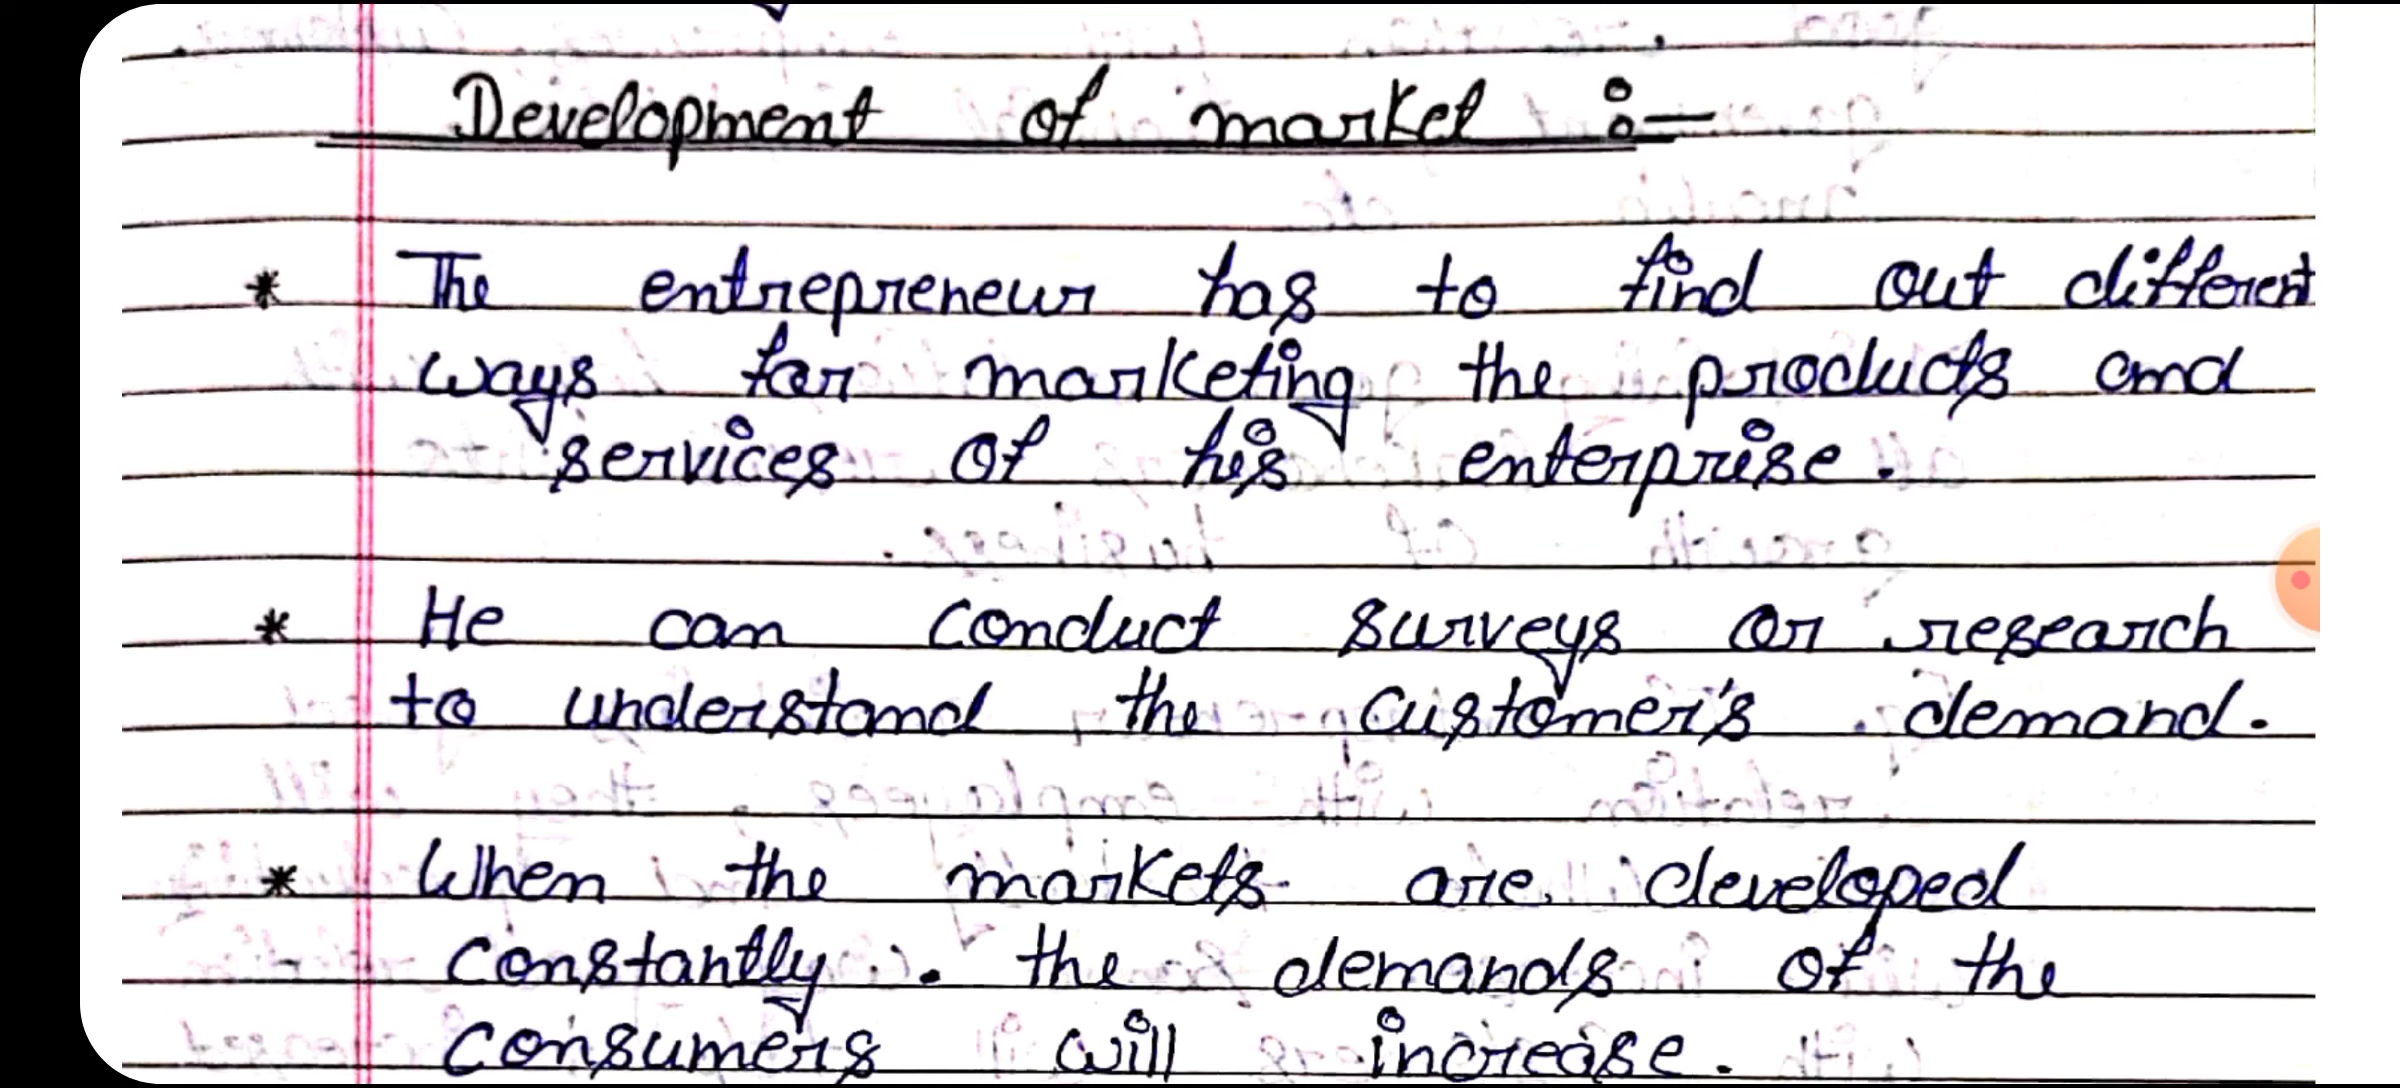 Development of market :-
* The entrepreneur has to find out different
ways for marketing the products and
services of his enterprise.
* He can conduct surveys or research
to understand the customer's demand.
* When the markets are developed
constantly. the demands of the
consumers will increase.